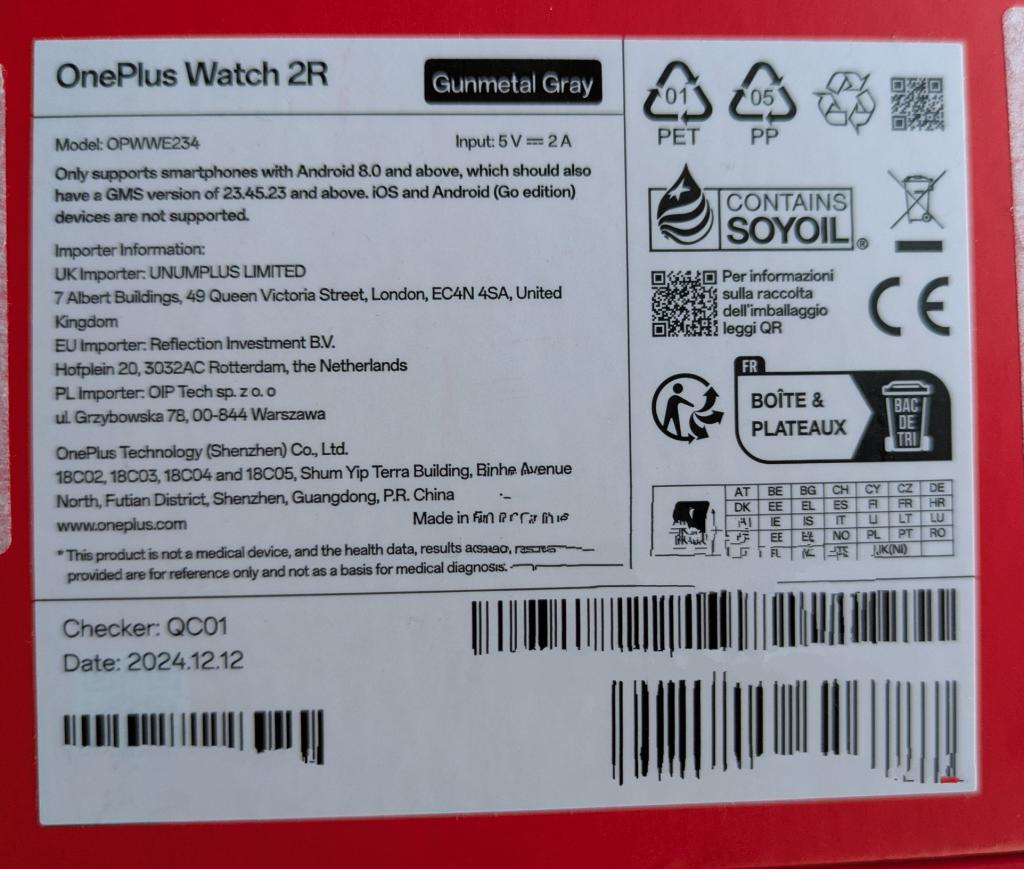 OnePlus Watch 2R
Gunmetal Gray
Model: OPWWE234
Input: 5 V ⎓ 2 A
Only supports smartphones with Android 8.0 and above, which should also
have a GMS version of 23.45.23 and above. iOS and Android (Go edition)
devices are not supported.
Importer Information:
UK Importer: UNUMPLUS LIMITED
7 Albert Buildings, 49 Queen Victoria Street, London, EC4N 4SA, United
Kingdom
EU Importer: Reflection Investment B.V.
Hofplein 20, 3032AC Rotterdam, the Netherlands
PL Importer: OIP Tech sp. z o. o
ul. Grzybowska 78, 00-844 Warszawa
OnePlus Technology (Shenzhen) Co., Ltd.
18C02, 18C03, 18C04 and 18C05, Shum Yip Terra Building, Binhe Avenue
North, Futian District, Shenzhen, Guangdong, P.R. China
www.oneplus.com
Made in
* This product is not a medical device, and the health data, results
provided are for reference only and not as a basis for medical diagnosis.
Checker: QC01
Date: 2024.12.12
01
PET
05
PP
CONTAINS
SOYOIL®
Per informazioni
sulla raccolta
dell'imballaggio
leggi QR
CE
FR
BOÎTE &
PLATEAUX
BAC
DE
TRI
AT BE BG CH CY CZ DE
DK EE EL ES FI FR HR
IE IS IT LI LT LU
NO PL PT RO